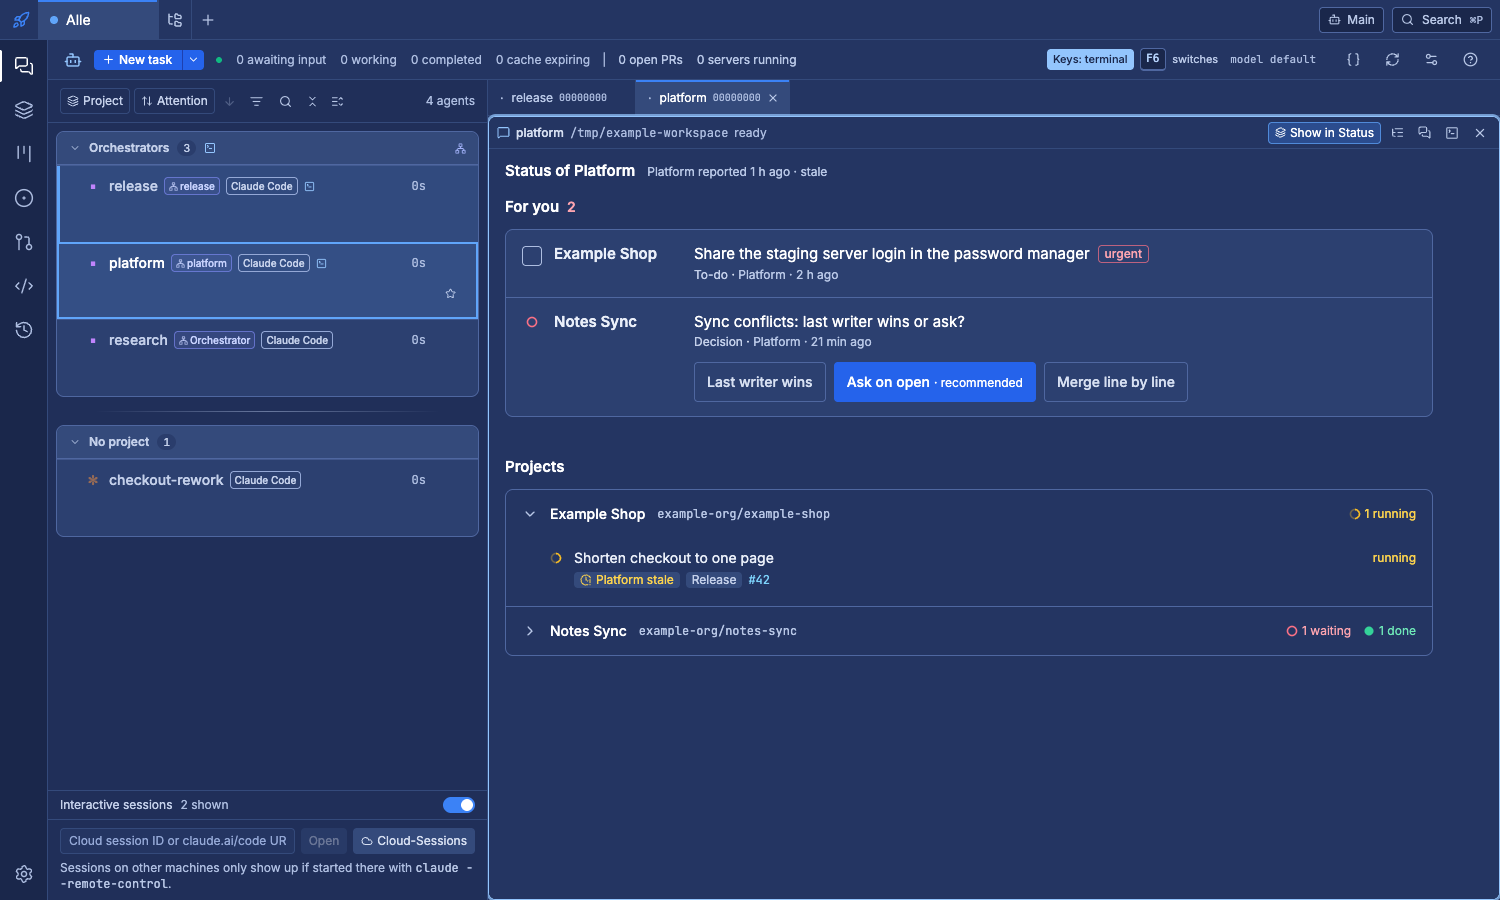 Alle
Main
Search ⌘P
New task
0 awaiting input
0 working
0 completed
0 cache expiring
0 open PRs
0 servers running
Keys: terminal
F6
switches
model default
Project
Attention
4 agents
release 00000000
platform 00000000
Orchestrators 3
release release Claude Code 0s
platform platform Claude Code 0s
research Orchestrator Claude Code 0s
No project 1
checkout-rework Claude Code 0s
Interactive sessions 2 shown
Cloud session ID or claude.ai/code UR
Open
Cloud-Sessions
Sessions on other machines only show up if started there with claude -
-remote-control.
platform /tmp/example-workspace ready
Show in Status
Status of Platform Platform reported 1 h ago · stale
For you 2
Example Shop
Share the staging server login in the password manager urgent
To-do · Platform · 2 h ago
Notes Sync
Sync conflicts: last writer wins or ask?
Decision · Platform · 21 min ago
Last writer wins
Ask on open · recommended
Merge line by line
Projects
Example Shop example-org/example-shop 1 running
Shorten checkout to one page running
Platform stale Release #42
Notes Sync example-org/notes-sync 1 waiting 1 done